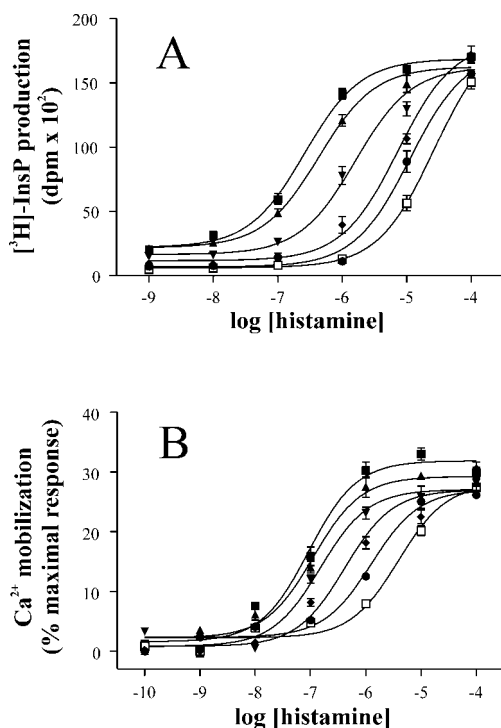 A
200
150
100
50
0
[³H]-InsP production
(dpm x 10²)
-9 -8 -7 -6 -5 -4
log [histamine]
B
40
30
20
10
0
Ca²⁺ mobilization
(% maximal response)
-10 -9 -8 -7 -6 -5 -4
log [histamine]